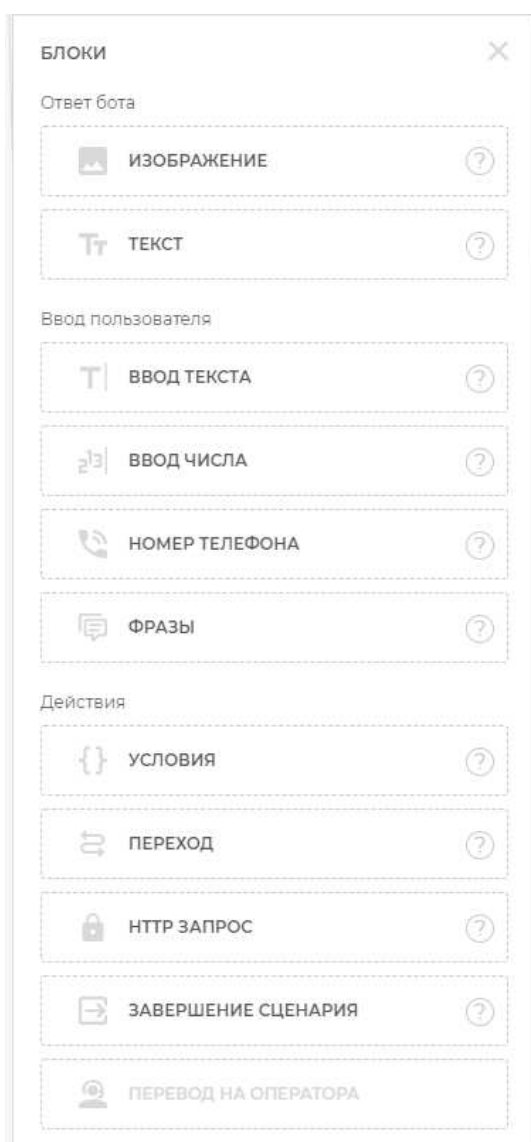 БЛОКИ
Ответ бота
ИЗОБРАЖЕНИЕ
ТЕКСТ
Ввод пользователя
ВВОД ТЕКСТА
ВВОД ЧИСЛА
НОМЕР ТЕЛЕФОНА
ФРАЗЫ
Действия
УСЛОВИЯ
ПЕРЕХОД
HTTP ЗАПРОС
ЗАВЕРШЕНИЕ СЦЕНАРИЯ
ПЕРЕВОД НА ОПЕРАТОРА